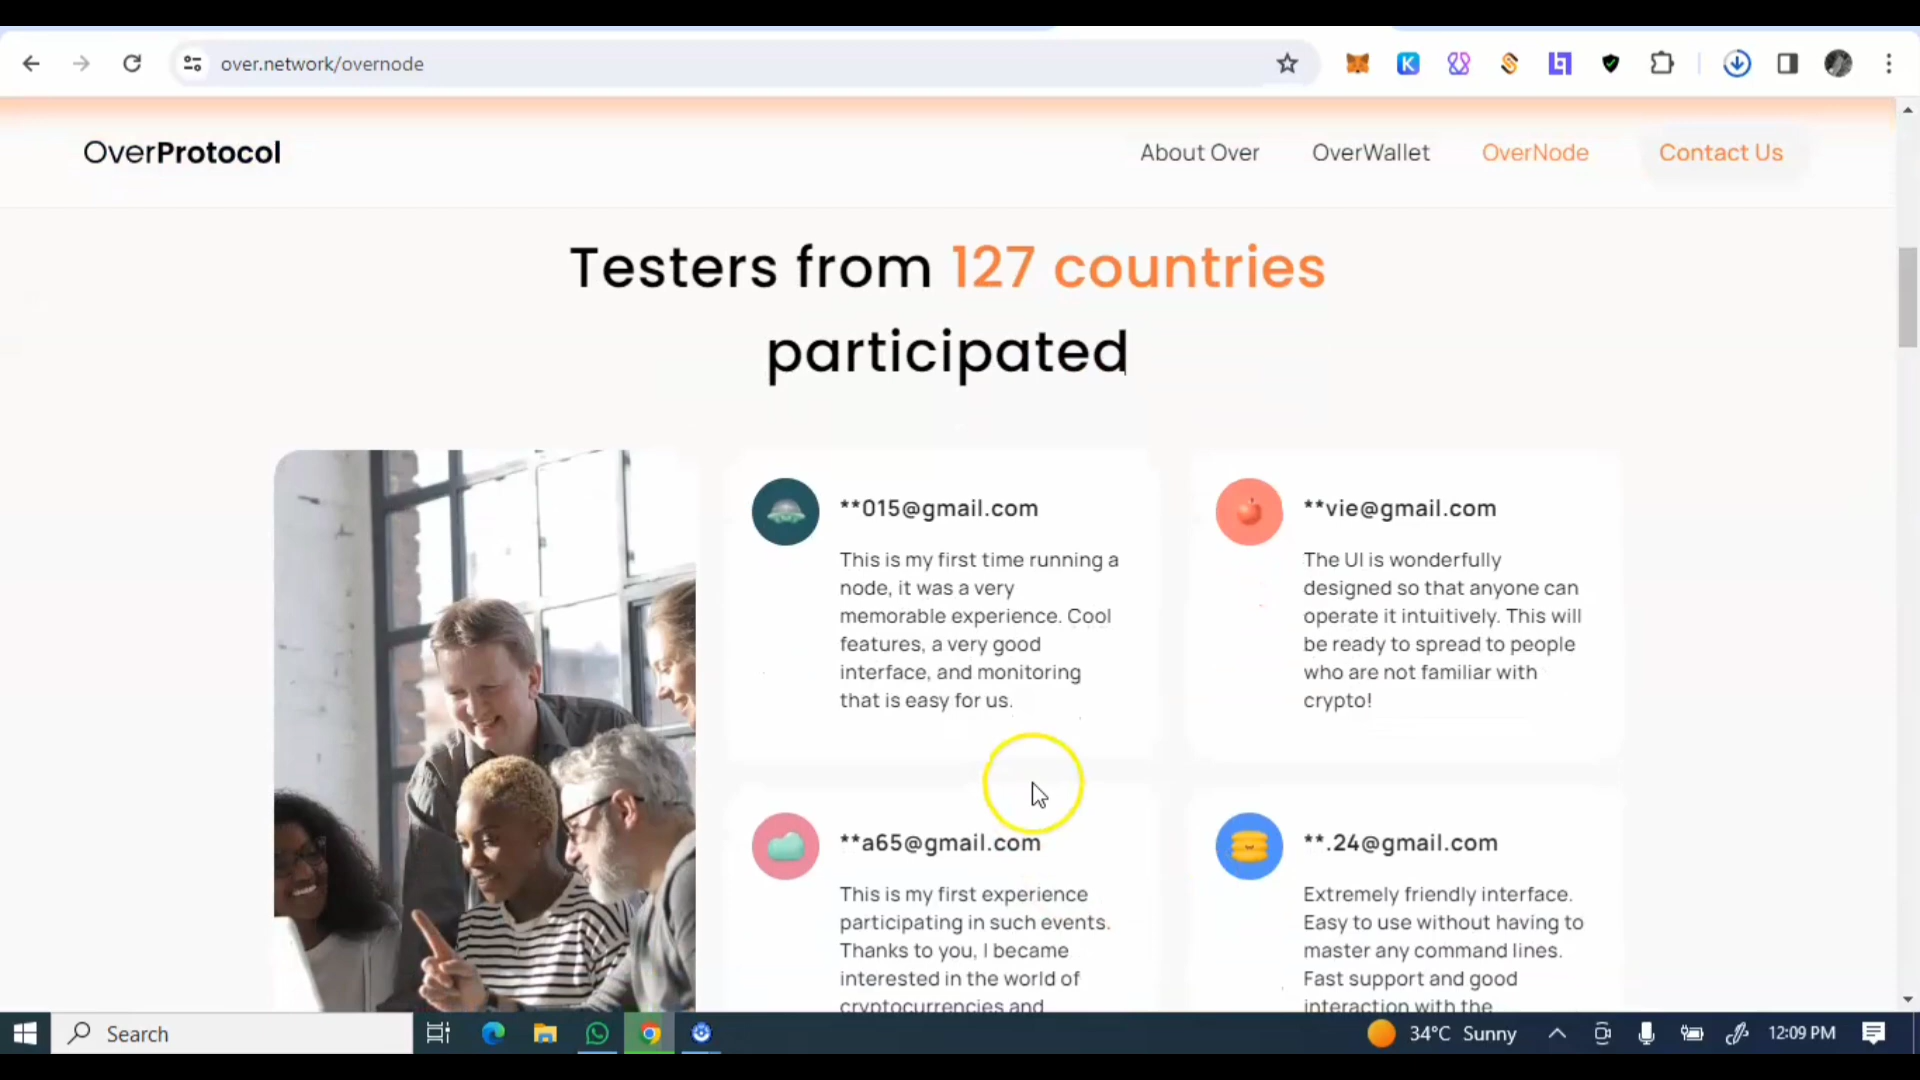 over.network/overnode
OverProtocol
About Over
OverWallet
OverNode
Contact Us
Testers from 127 countries
participated
**015@gmail.com
This is my first time running a
node, it was a very
memorable experience. Cool
features, a very good
interface, and monitoring
that is easy for us.
**vie@gmail.com
The UI is wonderfully
designed so that anyone can
operate it intuitively. This will
be ready to spread to people
who are not familiar with
crypto!
**a65@gmail.com
This is my first experience
participating in such events.
Thanks to you, I became
interested in the world of
cryptocurrencies and
**.24@gmail.com
Extremely friendly interface.
Easy to use without having to
master any command lines.
Fast support and good
interaction with the
Search
34°C Sunny
12:09 PM